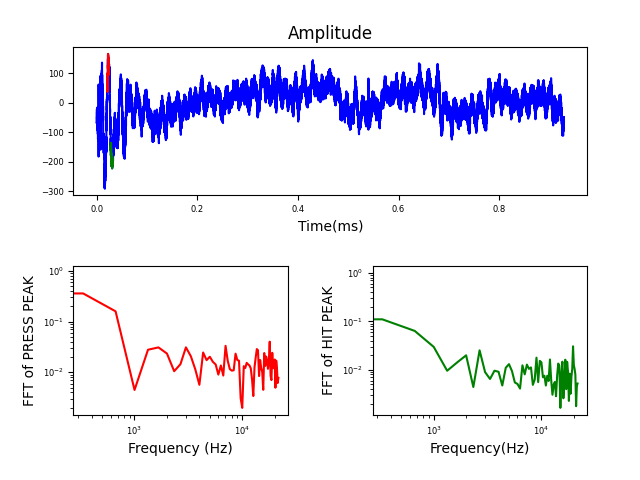 Amplitude
100
0
−100
−200
−300
0.0 0.2 0.4 0.6 0.8
Time(ms)
FFT of PRESS PEAK
10⁰
10⁻¹
10⁻²
10³ 10⁴
Frequency (Hz)
FFT of HIT PEAK
10⁰
10⁻¹
10⁻²
10³ 10⁴
Frequency(Hz)